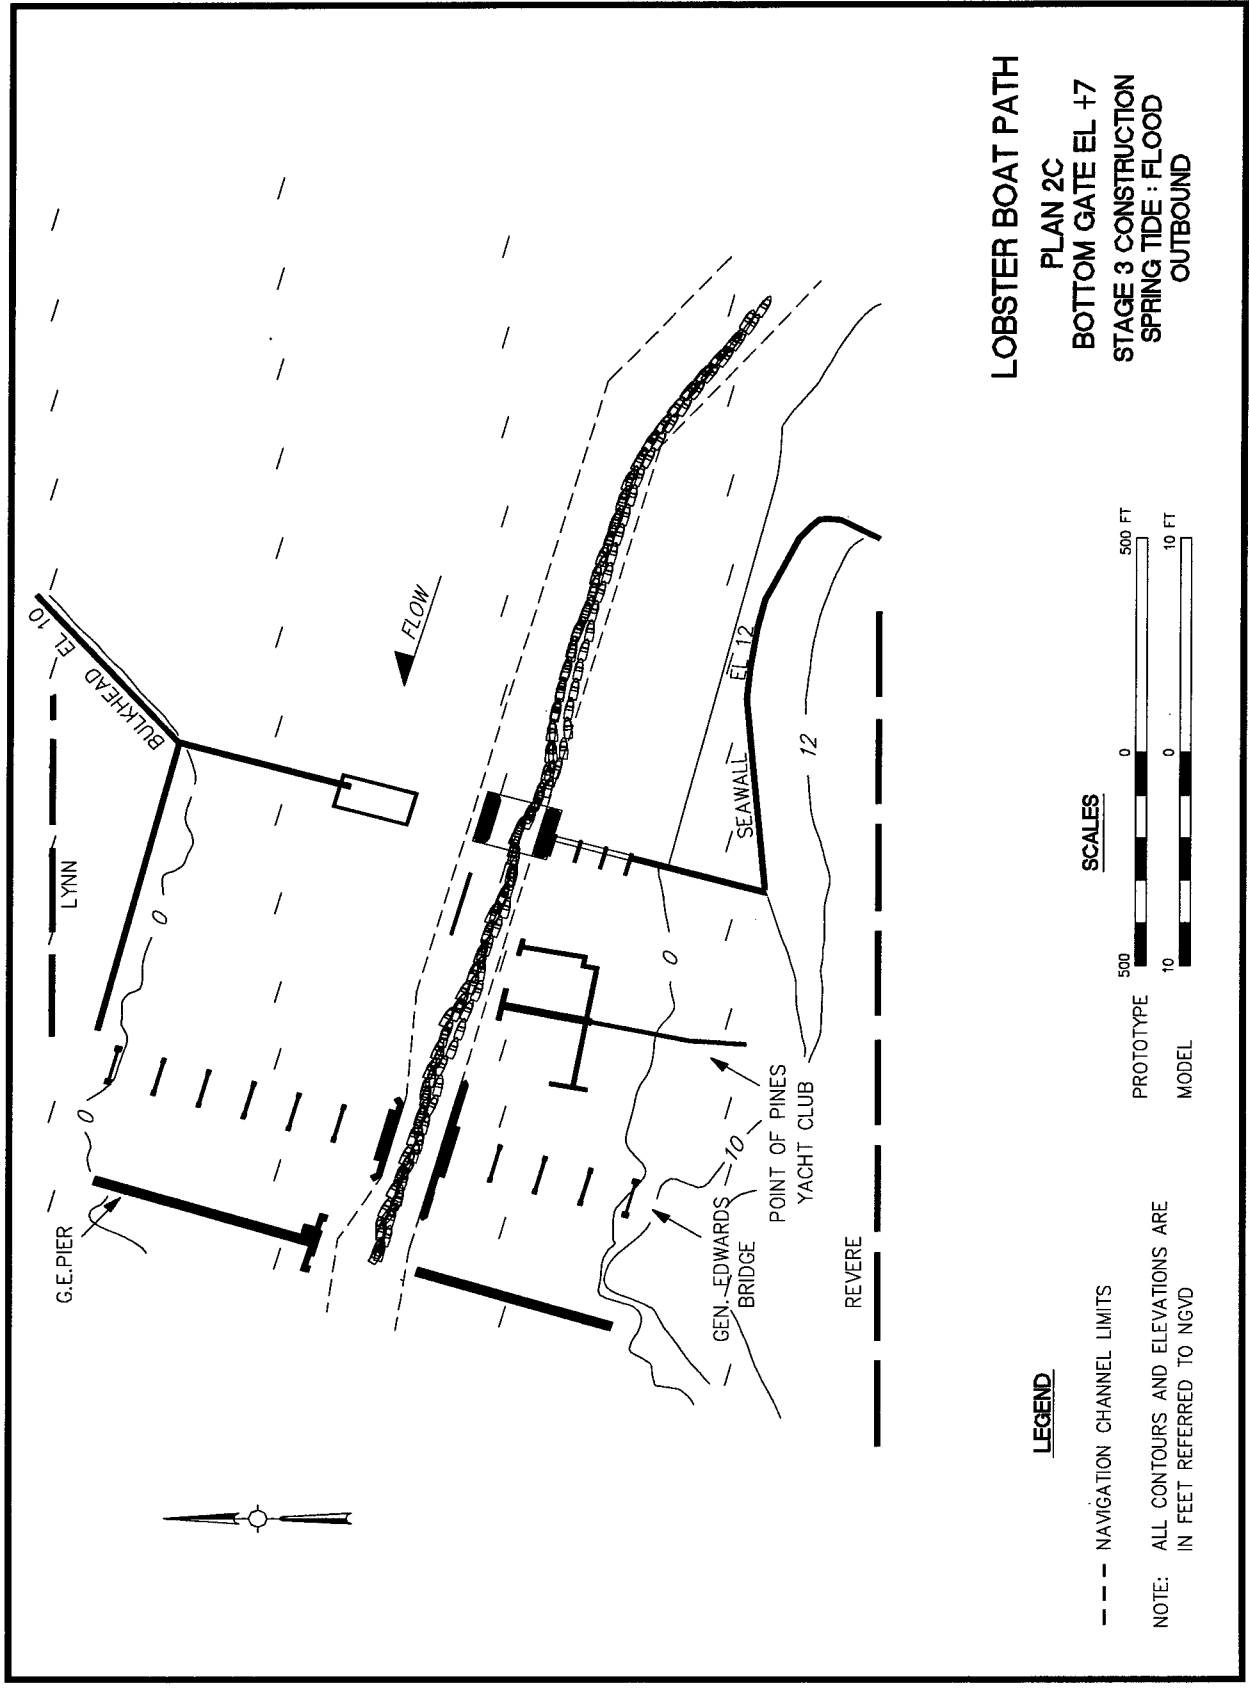 LYNN
G.E.PIER
BULKHEAD EL 10
0
0
FLOW
SEAWALL EL 12
12
0
10
GEN. EDWARDS
BRIDGE
POINT OF PINES
YACHT CLUB
REVERE
LOBSTER BOAT PATH
PLAN 2C
BOTTOM GATE EL +7
STAGE 3 CONSTRUCTION
SPRING TIDE : FLOOD
OUTBOUND
LEGEND
NAVIGATION CHANNEL LIMITS
NOTE: ALL CONTOURS AND ELEVATIONS ARE
IN FEET REFERRED TO NGVD
SCALES
PROTOTYPE 500 0 500 FT
MODEL 10 0 10 FT